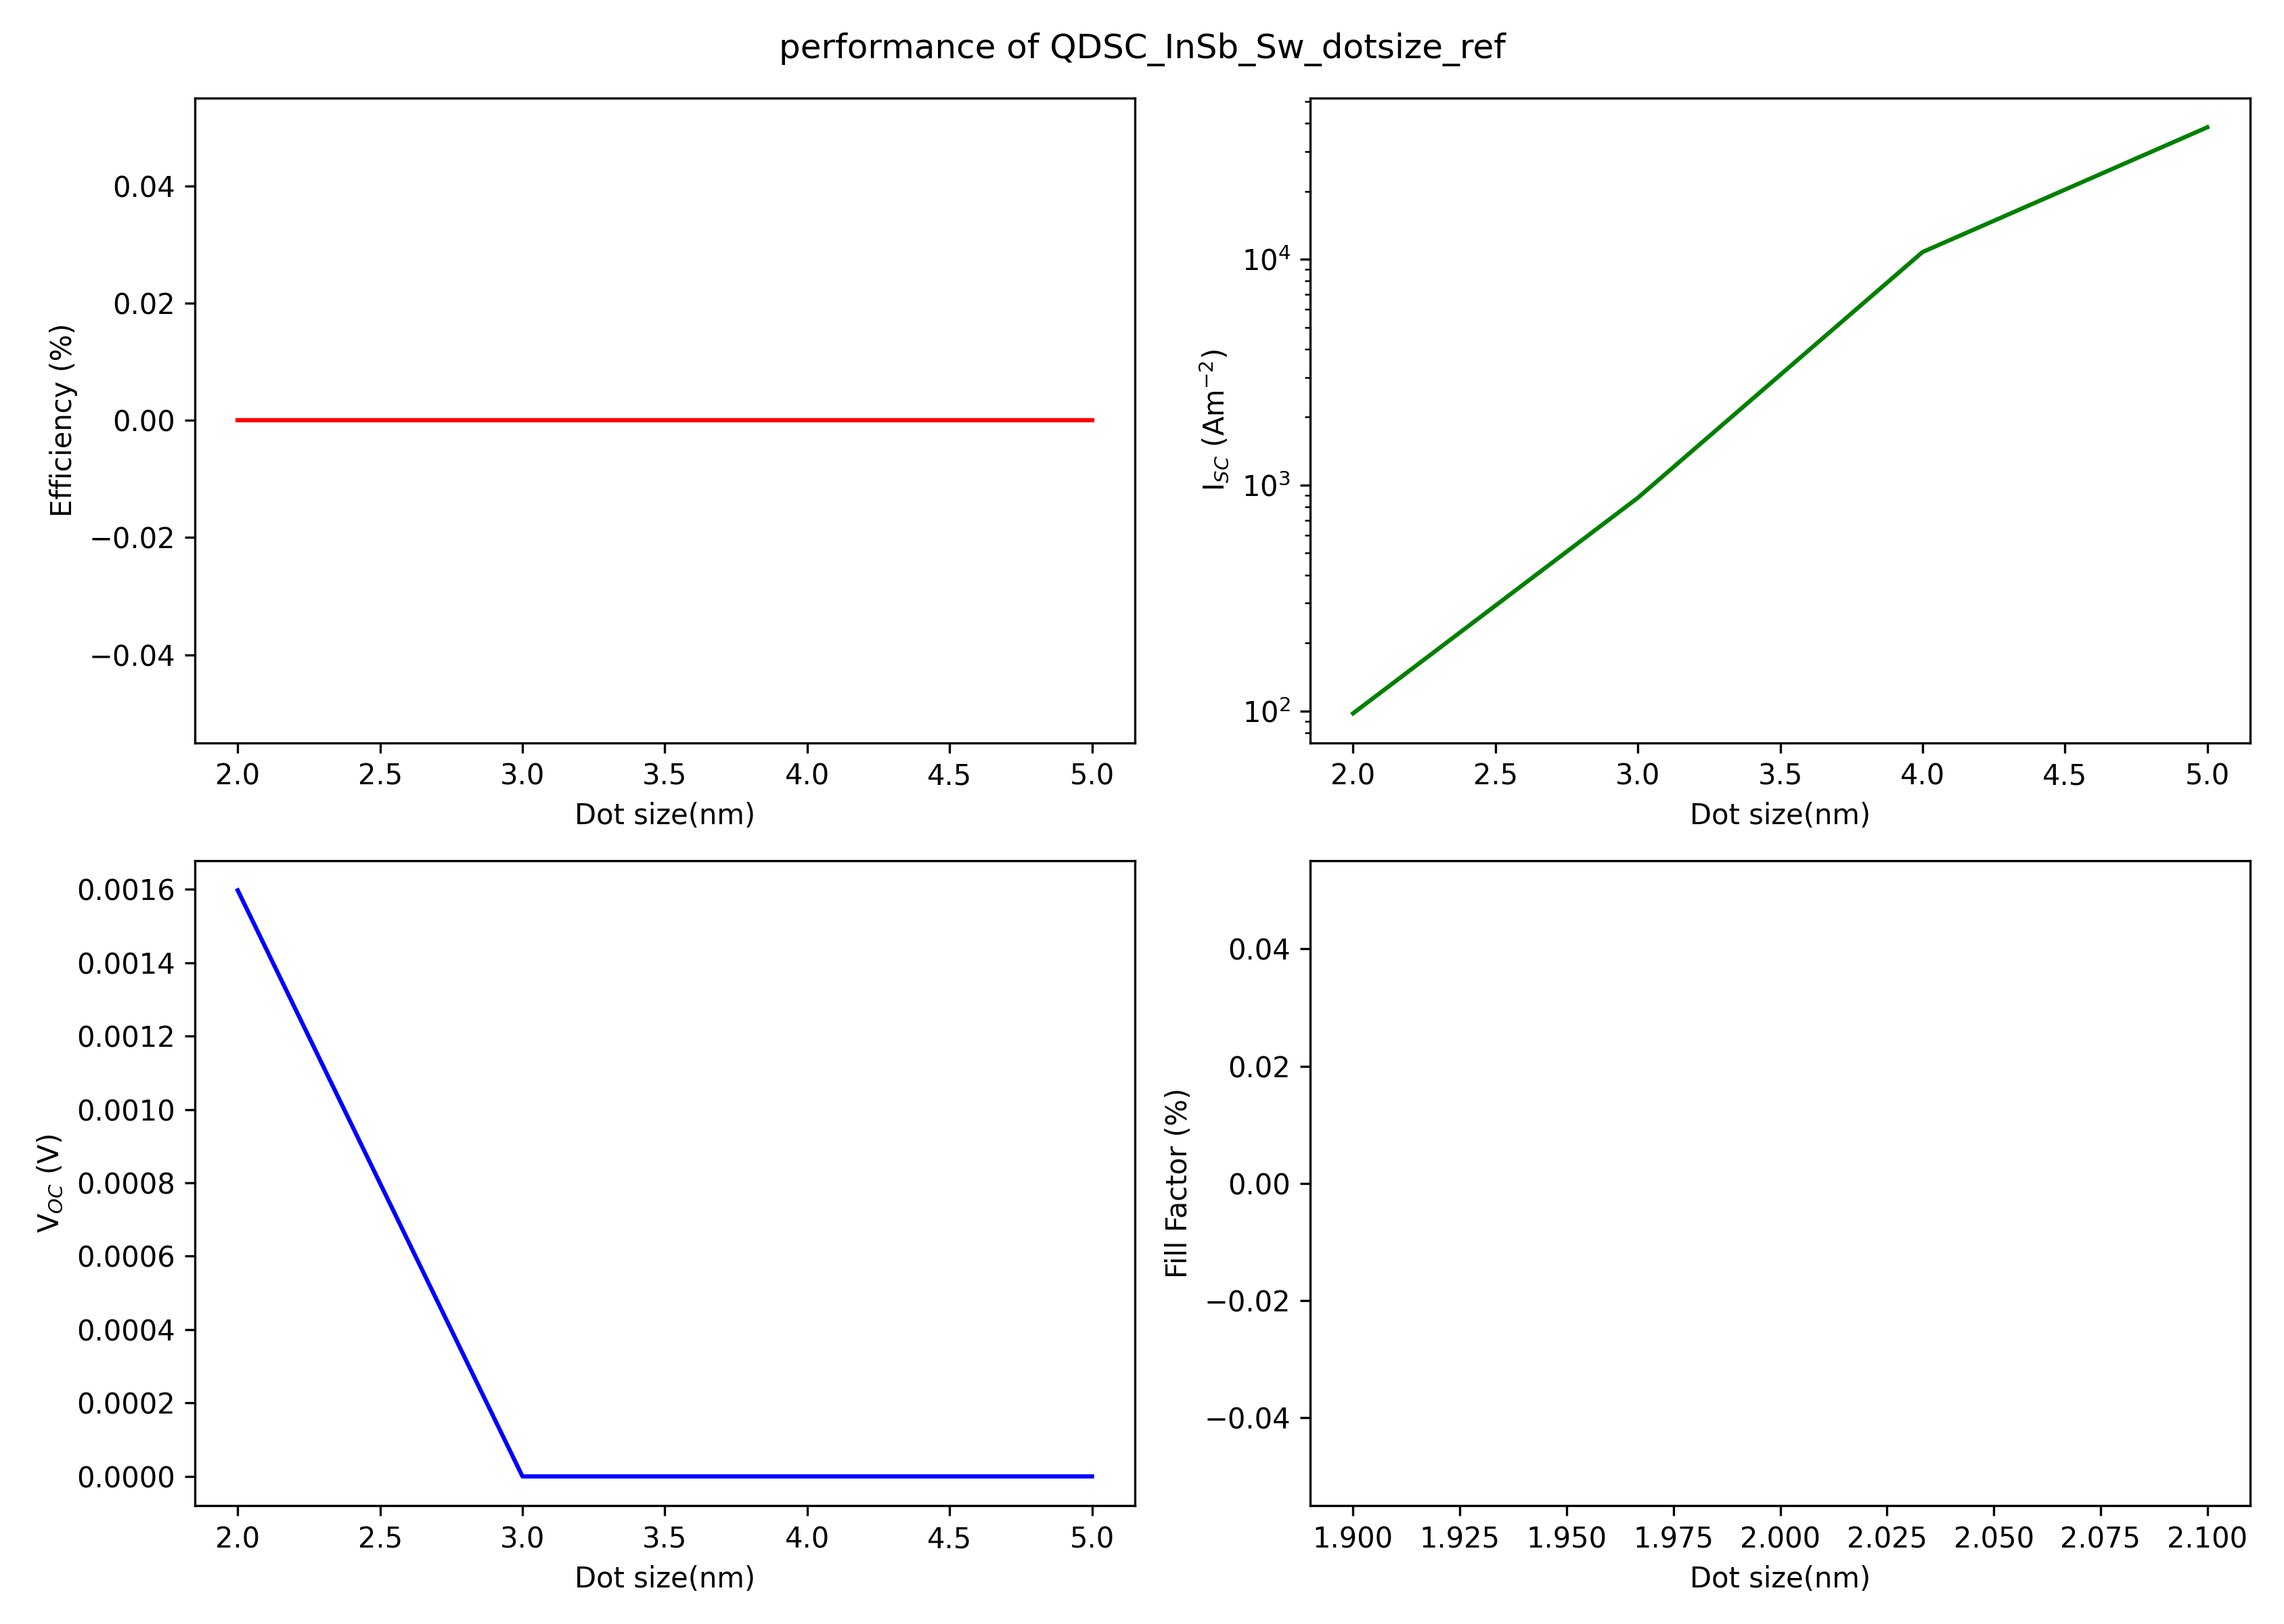 performance of QDSC_InSb_Sw_dotsize_ref
Efficiency (%)
0.04
0.02
0.00
−0.02
−0.04
2.0 2.5 3.0 3.5 4.0 4.5 5.0
Dot size(nm)
I_SC (Am⁻²)
10⁴
10³
10²
2.0 2.5 3.0 3.5 4.0 4.5 5.0
Dot size(nm)
V_OC (V)
0.0016
0.0014
0.0012
0.0010
0.0008
0.0006
0.0004
0.0002
0.0000
2.0 2.5 3.0 3.5 4.0 4.5 5.0
Dot size(nm)
Fill Factor (%)
0.04
0.02
0.00
−0.02
−0.04
1.900 1.925 1.950 1.975 2.000 2.025 2.050 2.075 2.100
Dot size(nm)